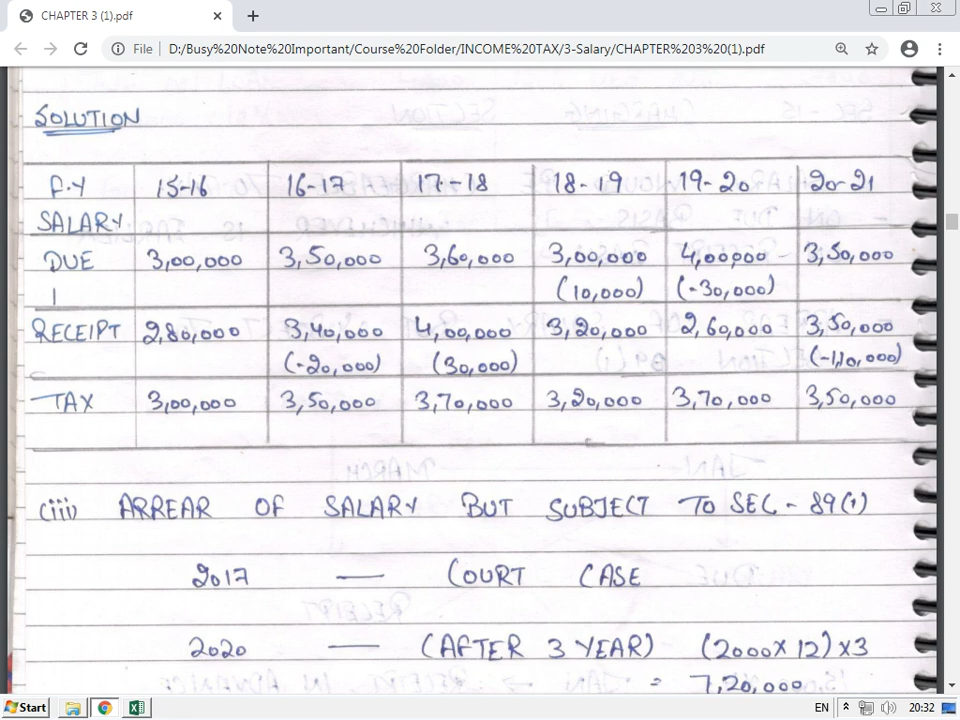 CHAPTER 3 (1).pdf
File | D:/Busy%20Note%20Important/Course%20Folder/INCOME%20TAX/3-Salary/CHAPTER%203%20(1).pdf
SOLUTION
F.Y 15-16 16-17 17-18 18-19 19-20 20-21
SALARY
DUE 3,00,000 3,50,000 3,60,000 3,00,000 4,00,000 3,50,000
(10,000) (-30,000)
RECEIPT 2,80,000 3,40,000 4,00,000 3,20,000 2,60,000 3,50,000
(-20,000) (30,000) (-1,10,000)
TAX 3,00,000 3,50,000 3,70,000 3,20,000 3,70,000 3,50,000
(iii) ARREAR OF SALARY BUT SUBJECT TO SEC - 89(1)
2017 — COURT CASE
2020 — (AFTER 3 YEAR) (2000 x 12) x 3
= 7,20,000
Start EN 20:32